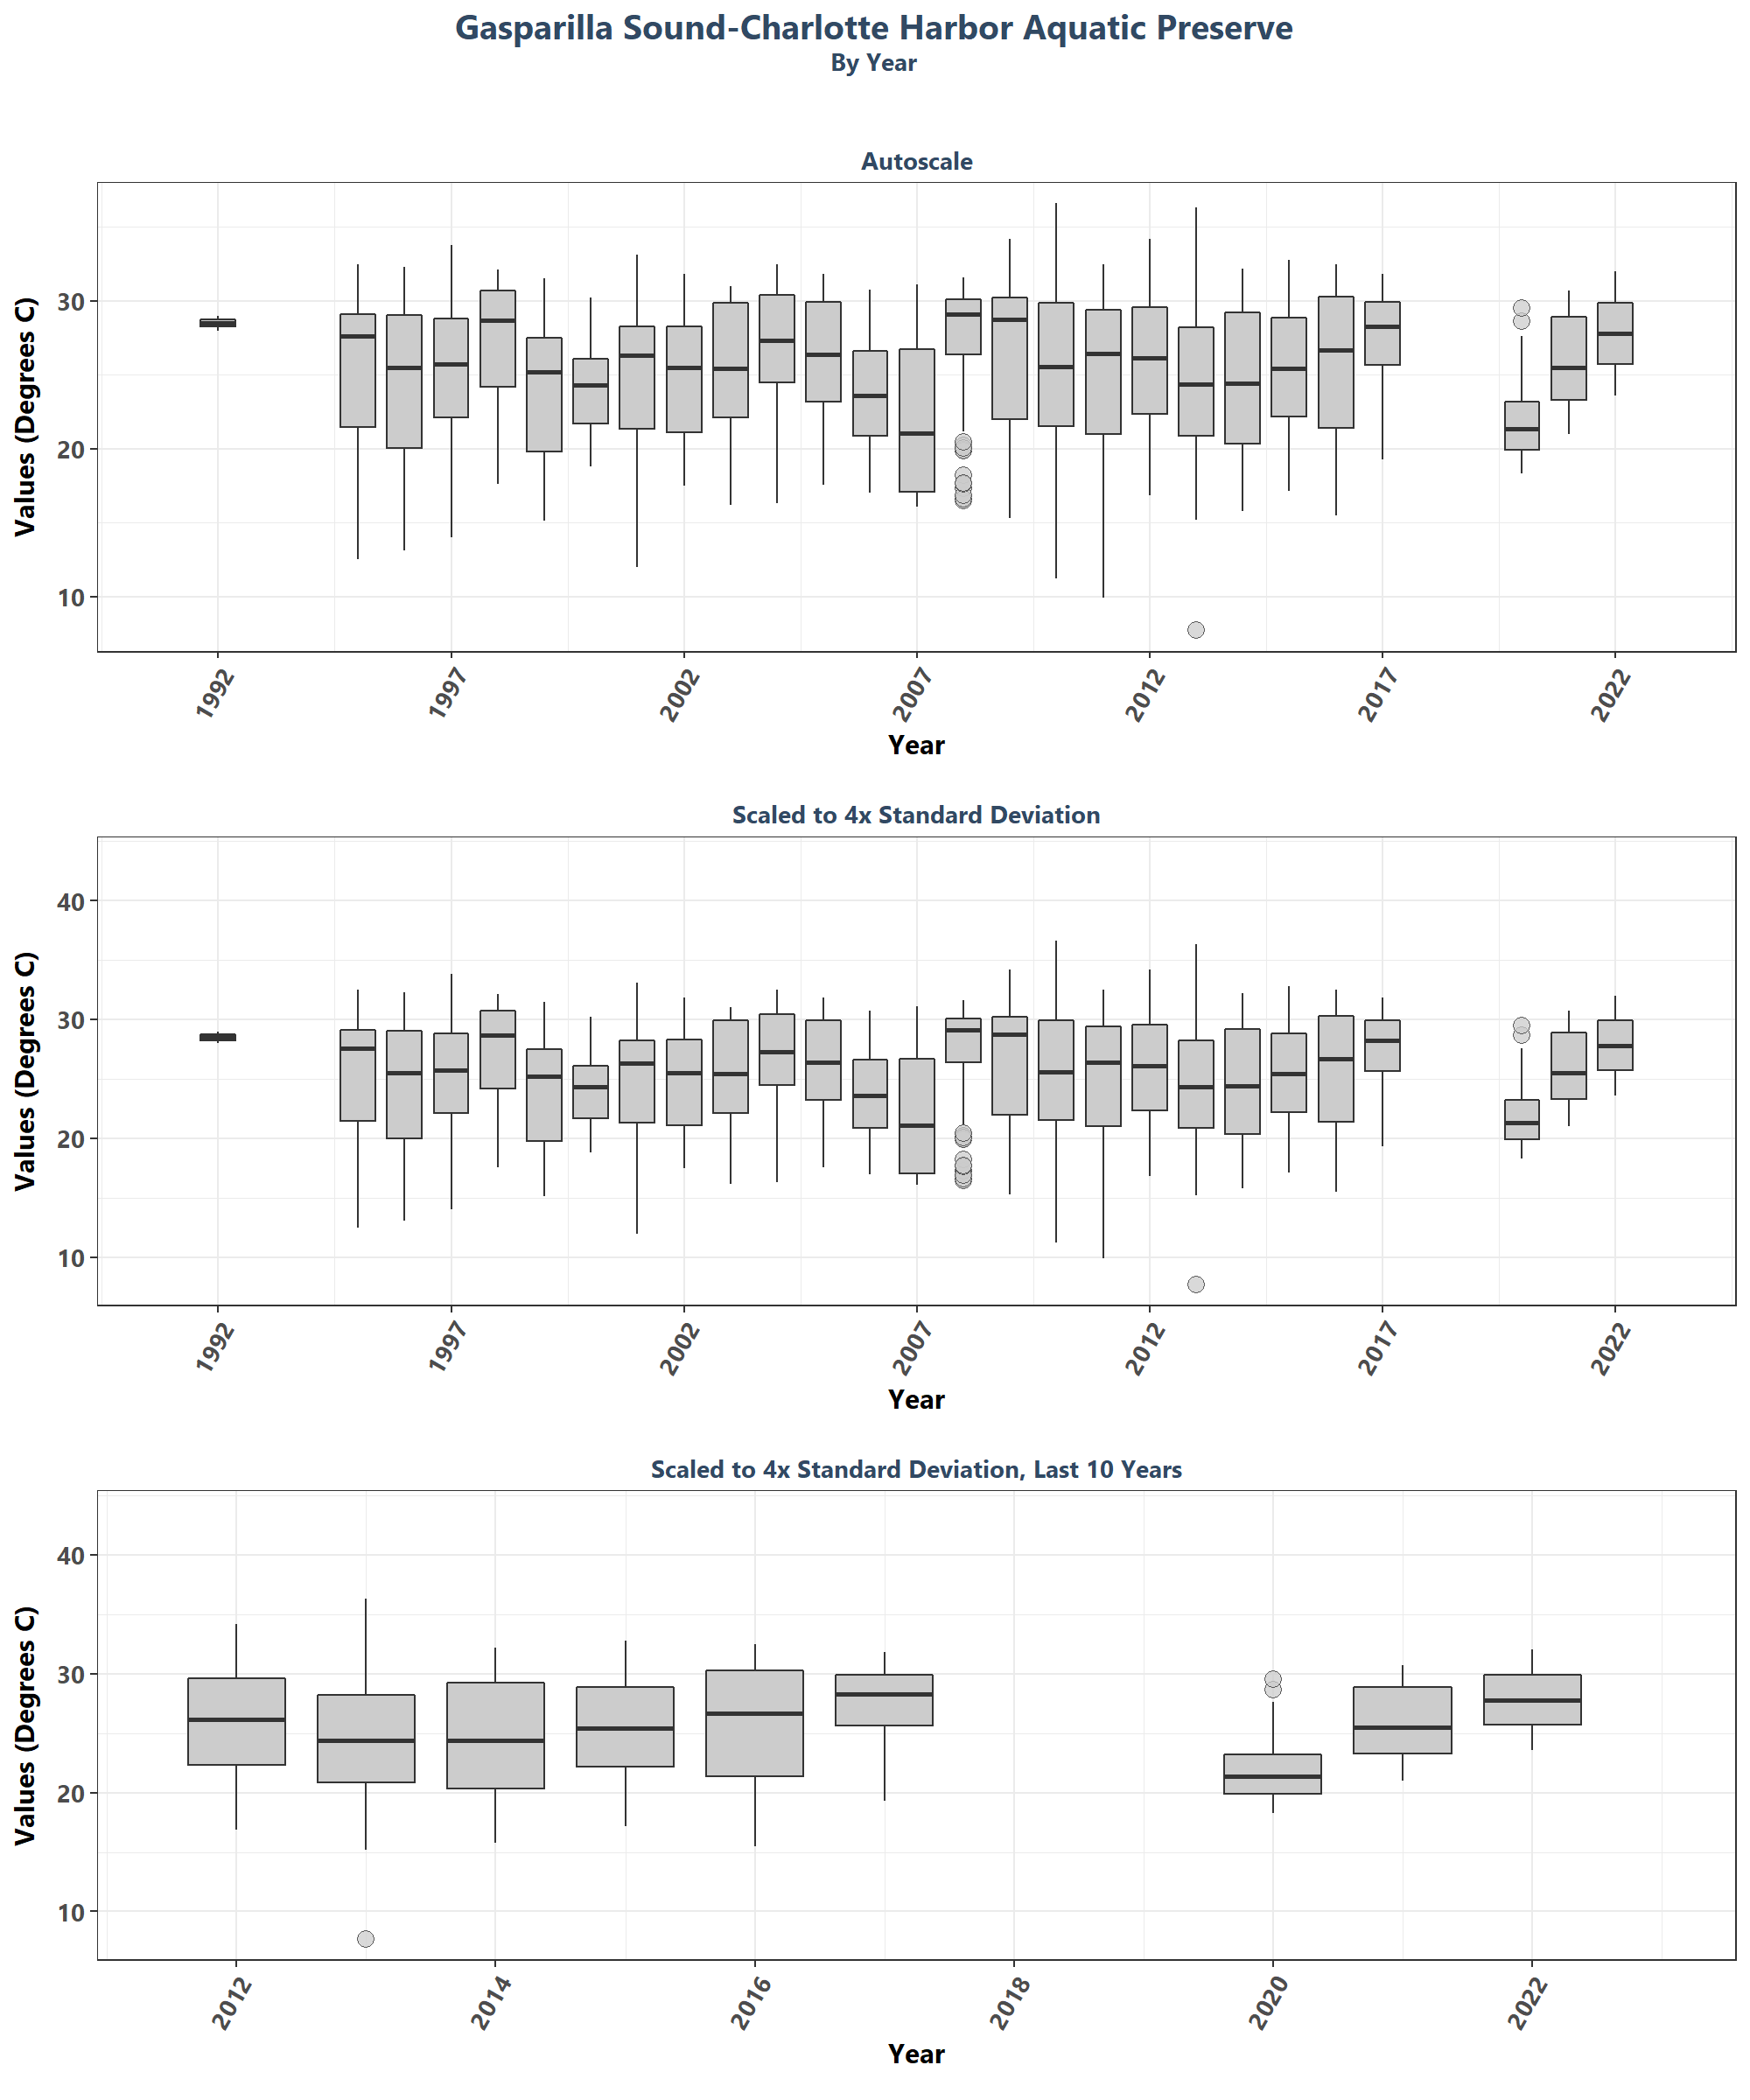 Gasparilla Sound-Charlotte Harbor Aquatic Preserve
By Year
Autoscale
Values (Degrees C)
30
20
10
1992
1997
2002
2007
2012
2017
2022
Year
Scaled to 4x Standard Deviation
Values (Degrees C)
40
30
20
10
1992
1997
2002
2007
2012
2017
2022
Year
Scaled to 4x Standard Deviation, Last 10 Years
Values (Degrees C)
40
30
20
10
2012
2014
2016
2018
2020
2022
Year